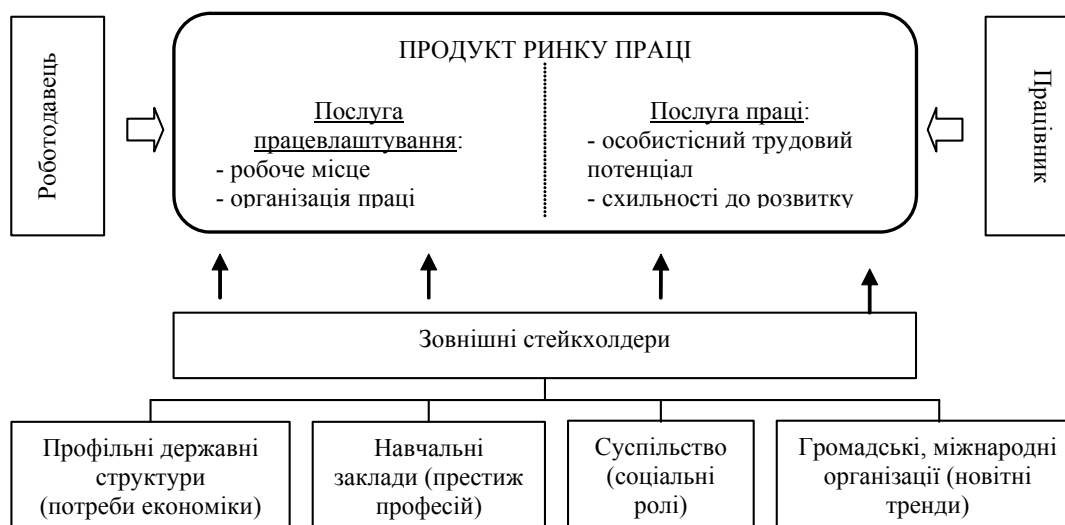 Роботодавець
ПРОДУКТ РИНКУ ПРАЦІ
Послуга
працевлаштування:
- робоче місце
- організація праці
Послуга праці:
- особистісний трудовий
потенціал
- схильності до розвитку
Працівник
Зовнішні стейкхолдери
Профільні державні
структури
(потреби економіки)
Навчальні
заклади (престиж
професій)
Суспільство
(соціальні
ролі)
Громадські, міжнародні
організації (новітні
тренди)